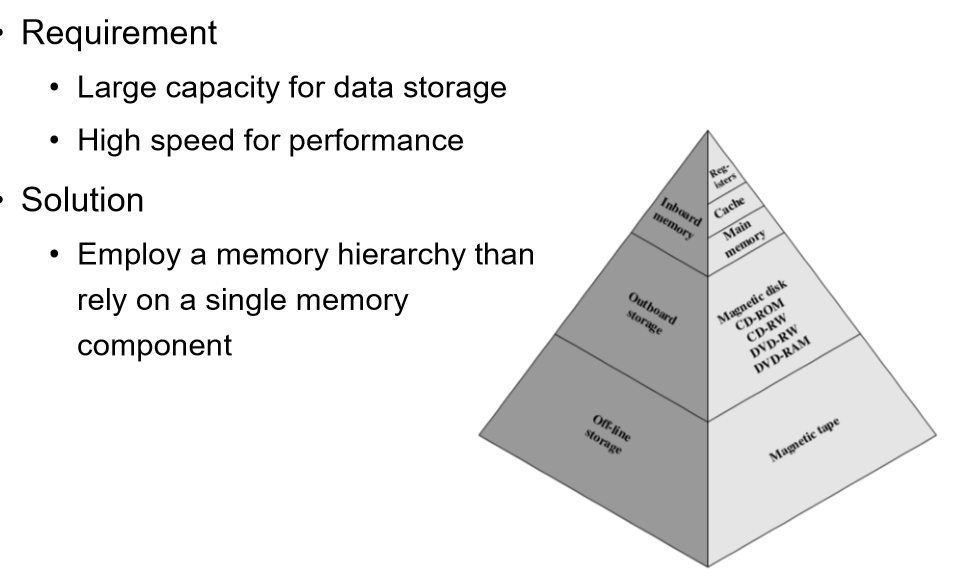 • Requirement
• Large capacity for data storage
• High speed for performance
• Solution
• Employ a memory hierarchy than
rely on a single memory
component
Inboard
memory
Outboard
storage
Off-line
storage
Reg-
isters
Cache
Main
memory
Magnetic disk
CD-ROM
CD-RW
DVD-RW
DVD-RAM
Magnetic tape